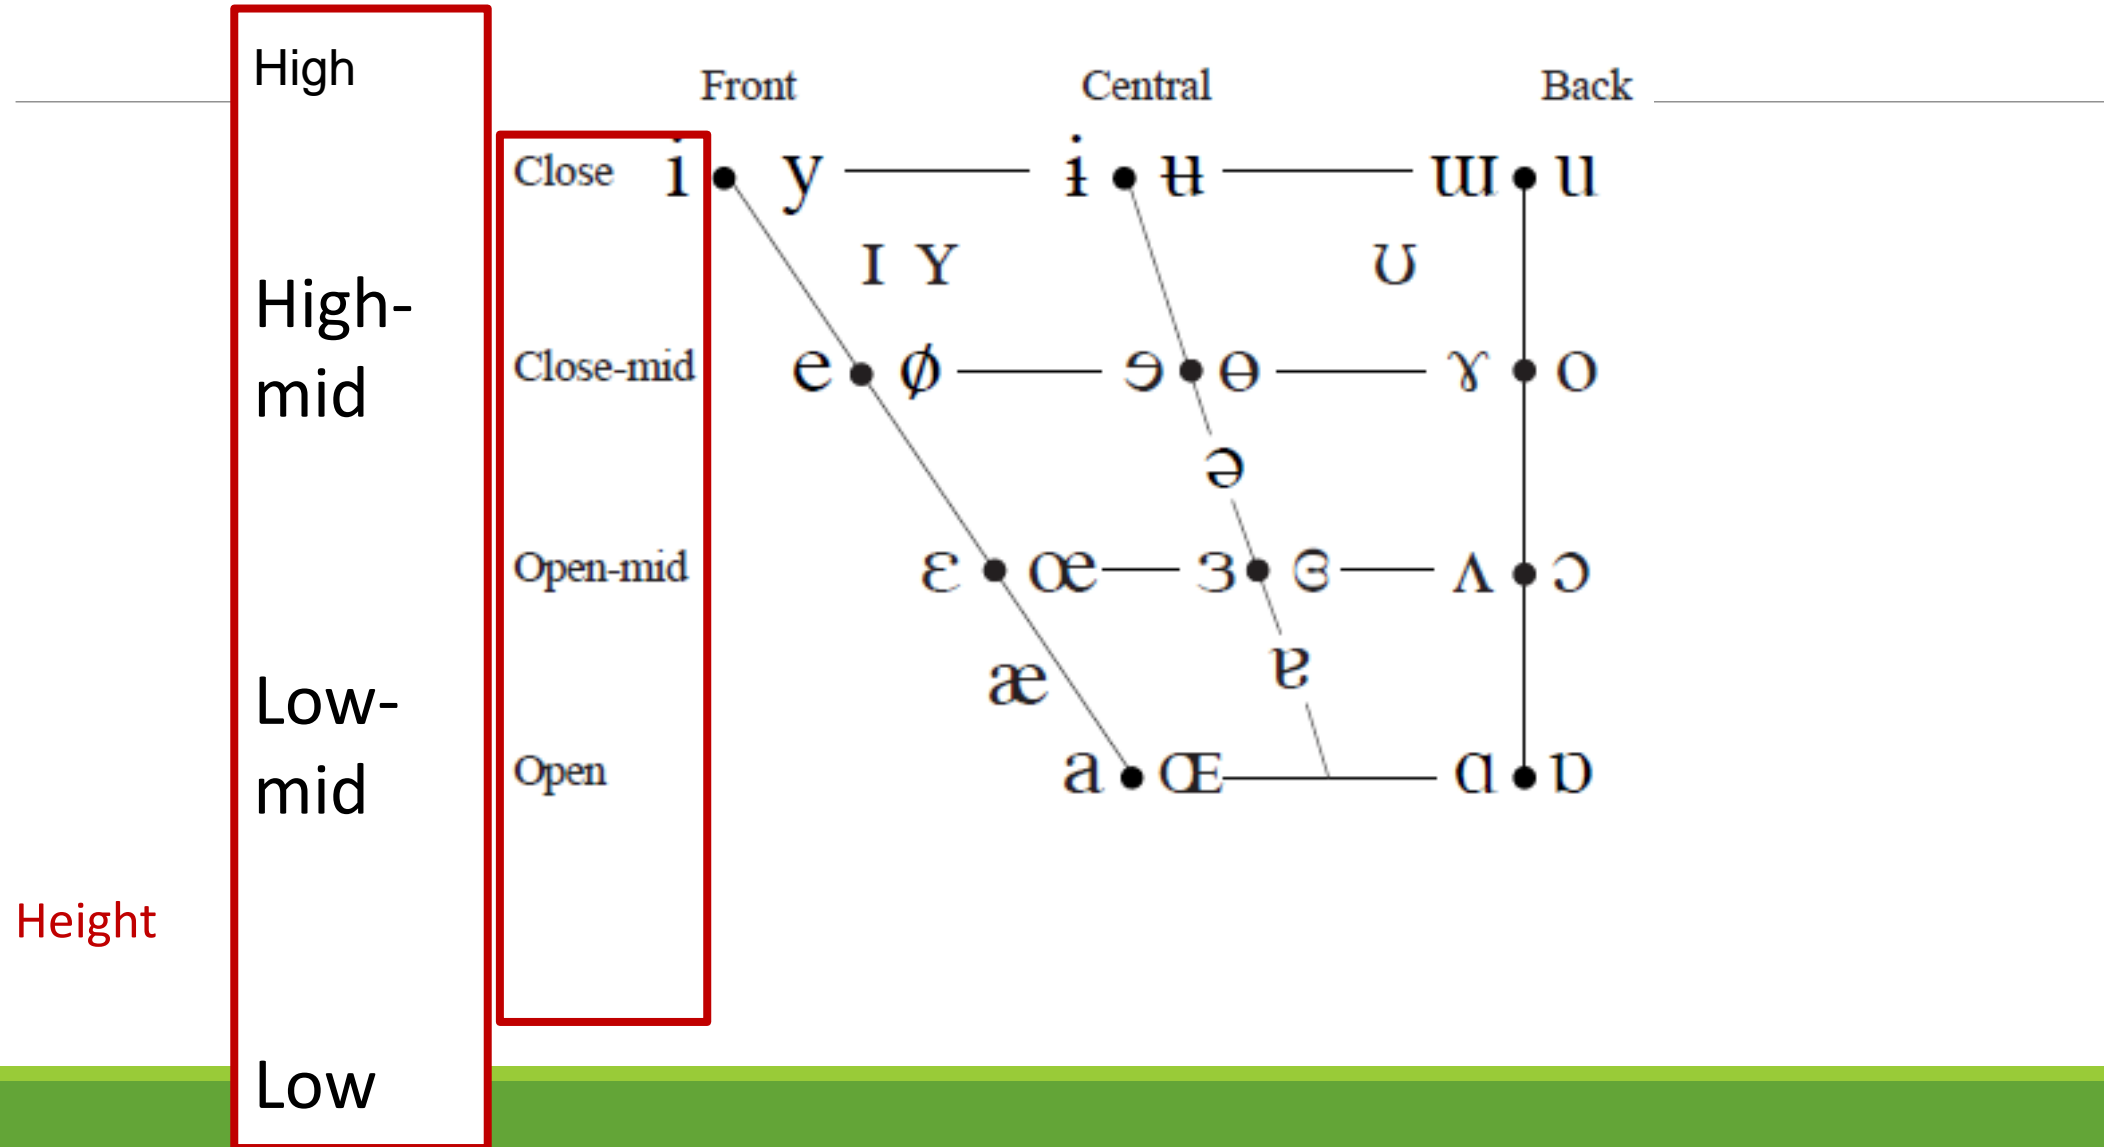 High
Front Central Back
Close i y ɨ ʉ ɯ u
ɪ ʏ ʊ
High-
mid
Close-mid e ø ɘ ɵ ɤ o
ə
Open-mid ɛ œ ɜ ɞ ʌ ɔ
Low-
mid
æ ɐ
Open a ɶ ɑ ɒ
Height
Low